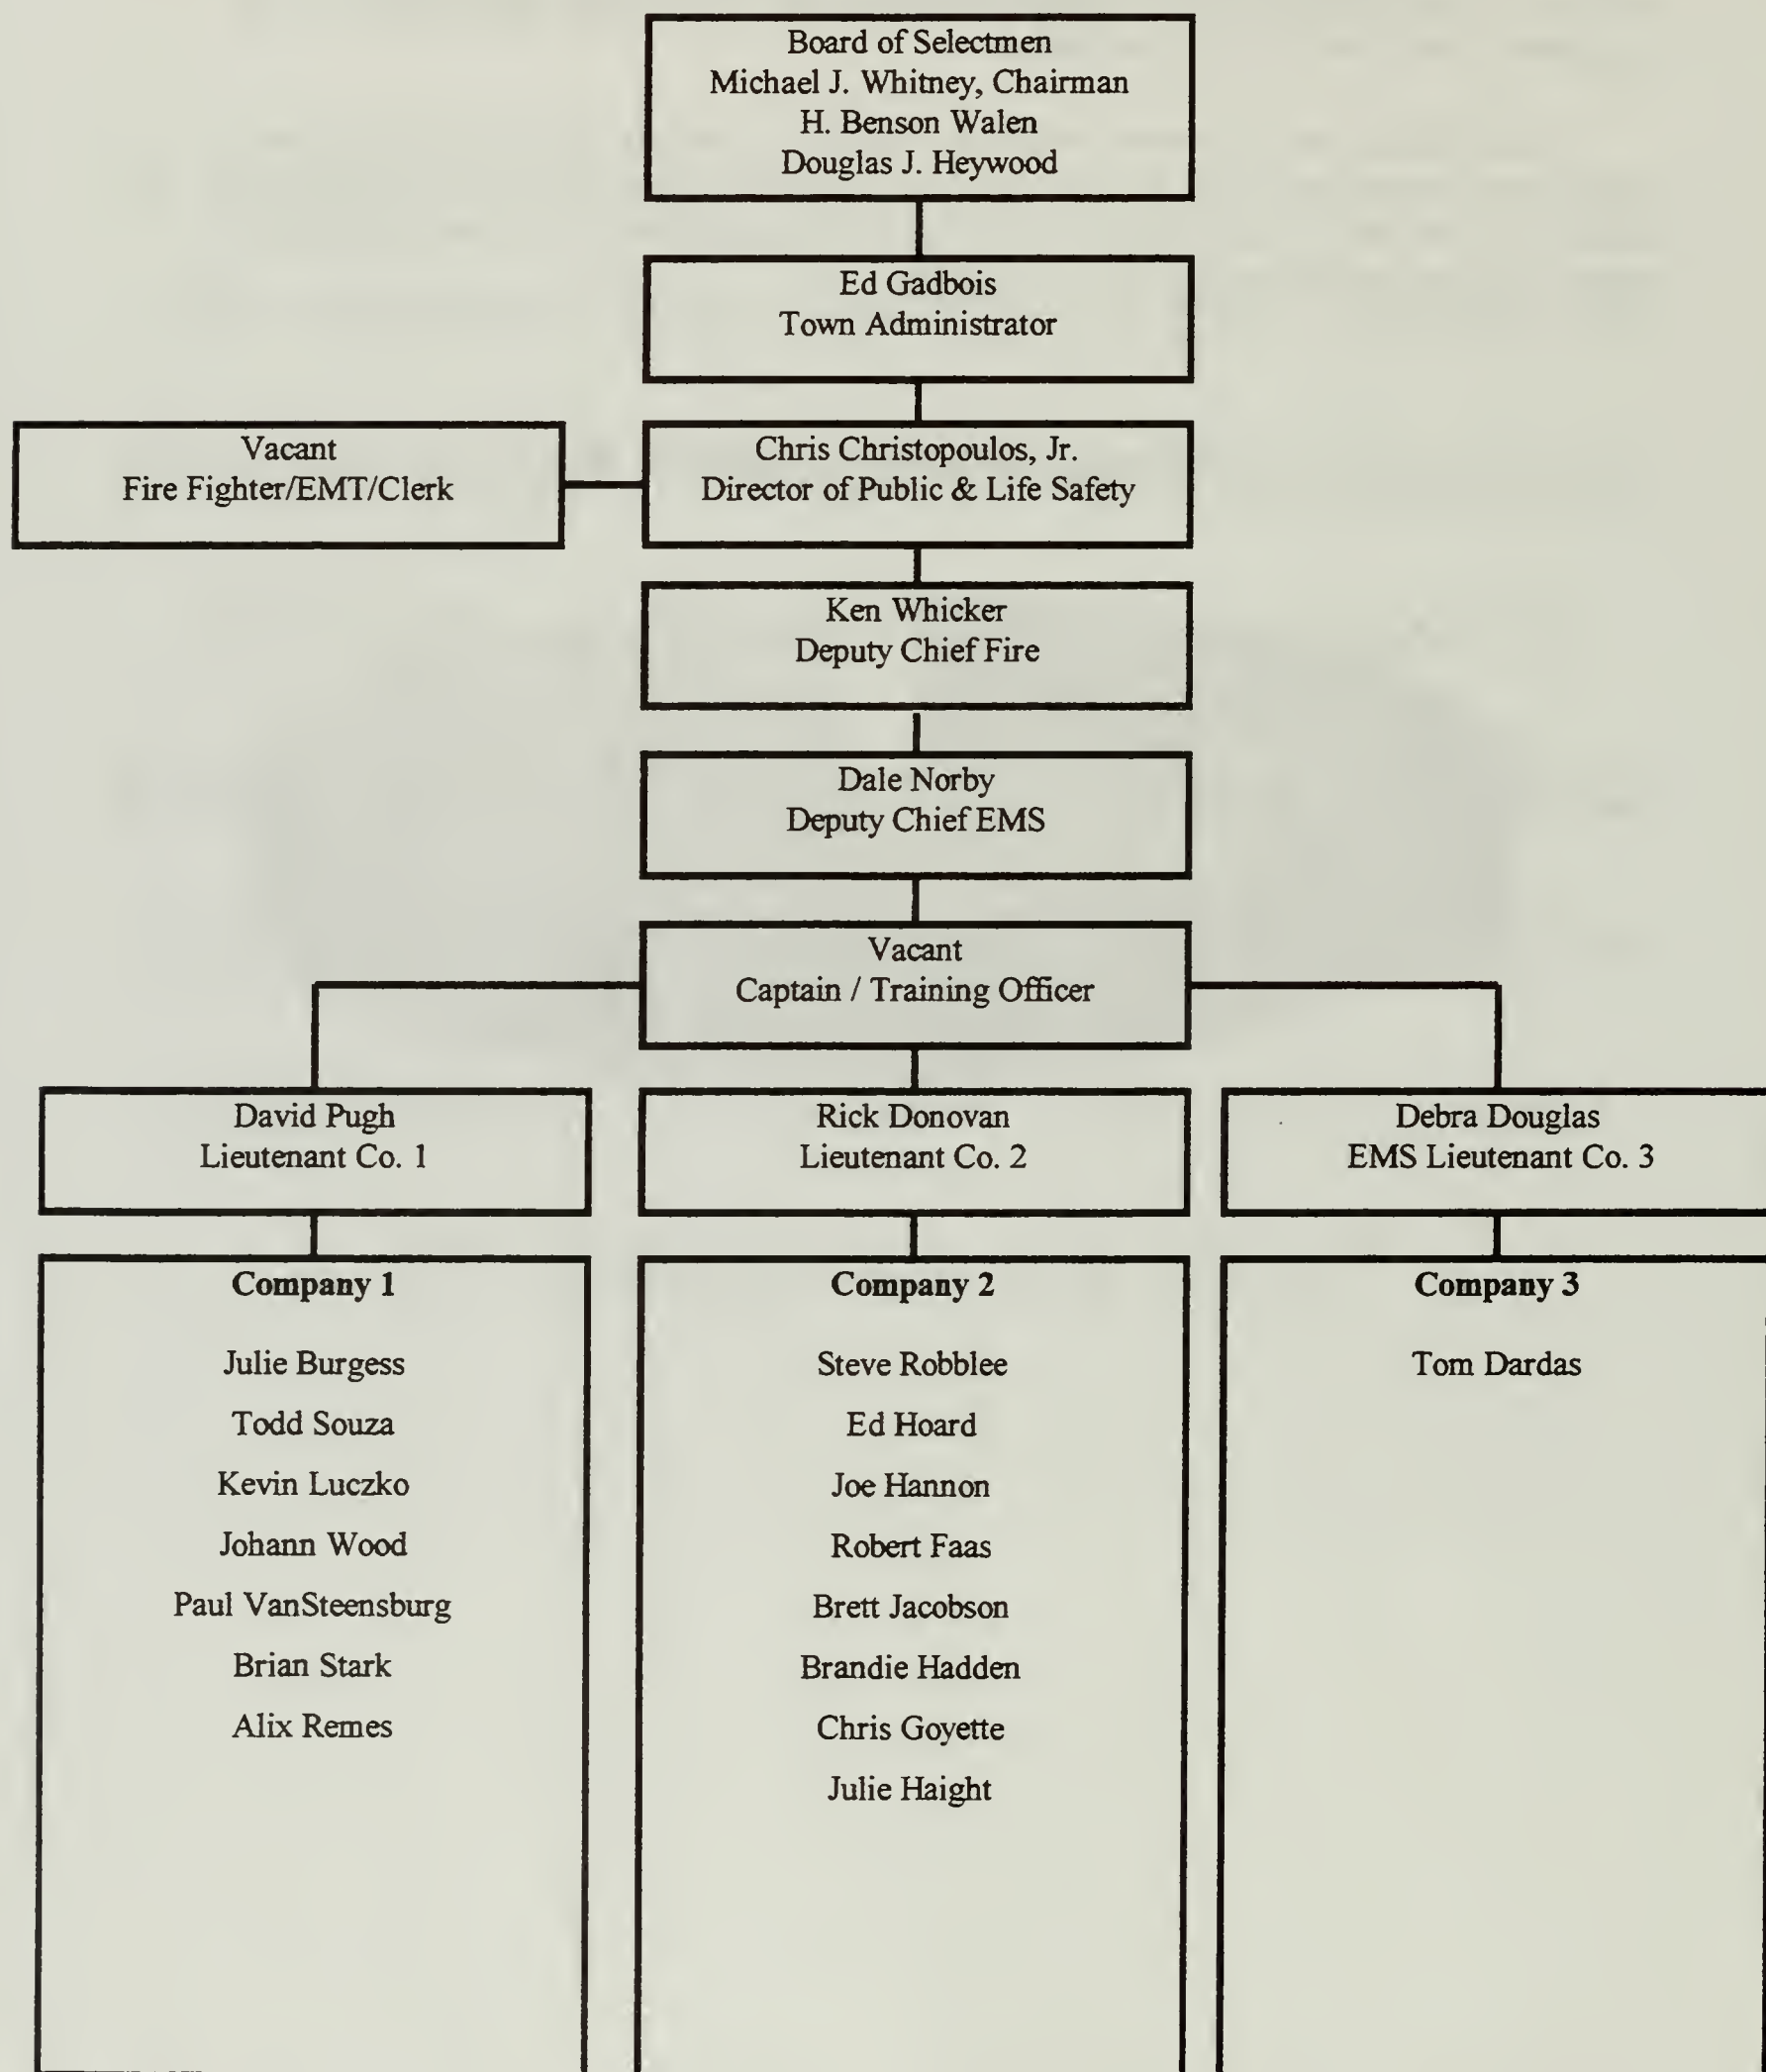 Board of Selectmen
Michael J. Whitney, Chairman
H. Benson Walen
Douglas J. Heywood
Ed Gadbois
Town Administrator
Vacant
Fire Fighter/EMT/Clerk
Chris Christopoulos, Jr.
Director of Public & Life Safety
Ken Whicker
Deputy Chief Fire
Dale Norby
Deputy Chief EMS
Vacant
Captain / Training Officer
David Pugh
Lieutenant Co. 1
Rick Donovan
Lieutenant Co. 2
Debra Douglas
EMS Lieutenant Co. 3
Company 1
Julie Burgess
Todd Souza
Kevin Luczko
Johann Wood
Paul VanSteensburg
Brian Stark
Alix Remes
Company 2
Steve Robblee
Ed Hoard
Joe Hannon
Robert Faas
Brett Jacobson
Brandie Hadden
Chris Goyette
Julie Haight
Company 3
Tom Dardas